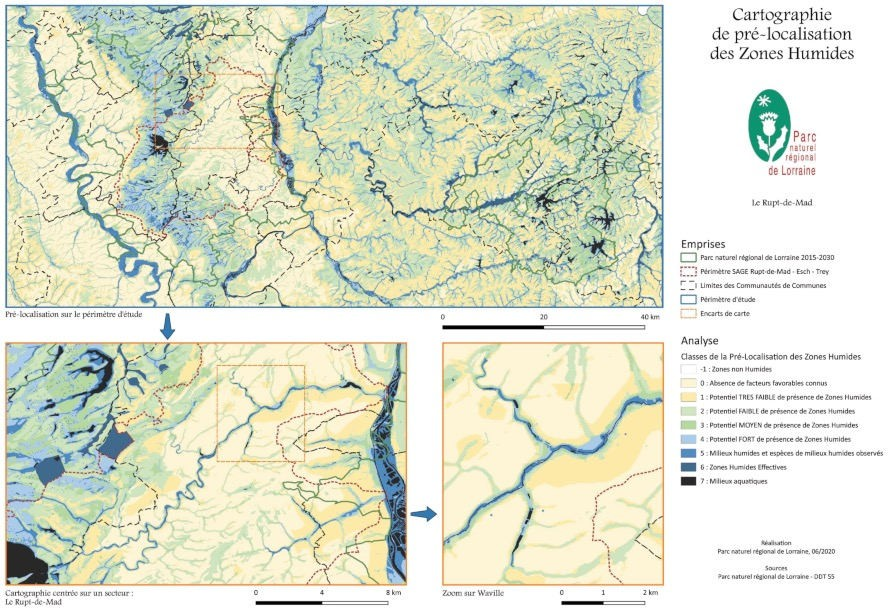 Cartographie
de pré-localisation
des Zones Humides
Parc
naturel
régional
de Lorraine
Le Rupt-de-Mad
Emprises
Parc naturel régional de Lorraine 2015-2030
Périmètre SAGE Rupt-de-Mad - Esch - Trey
Limites des Communautés de Communes
Périmètre d'étude
Encarts de carte
Analyse
Classes de la Pré-Localisation des Zones Humides
-1 : Zones non Humides
0 : Absence de facteurs favorables connus
1 : Potentiel TRES FAIBLE de présence de Zones Humides
2 : Potentiel FAIBLE de présence de Zones Humides
3 : Potentiel MOYEN de présence de Zones Humides
4 : Potentiel FORT de présence de Zones Humides
5 : Milieux humides et espèces de milieux humides observés
6 : Zones Humides Effectives
7 : Milieux aquatiques
Réalisation
Parc naturel régional de Lorraine, 06/2020
Sources
Parc naturel régional de Lorraine - DDT 55
Pré-localisation sur le périmètre d'étude
0 20 40 km
Cartographie centrée sur un secteur :
Le Rupt-de-Mad
0 4 8 km
Zoom sur Waville
0 1 2 km